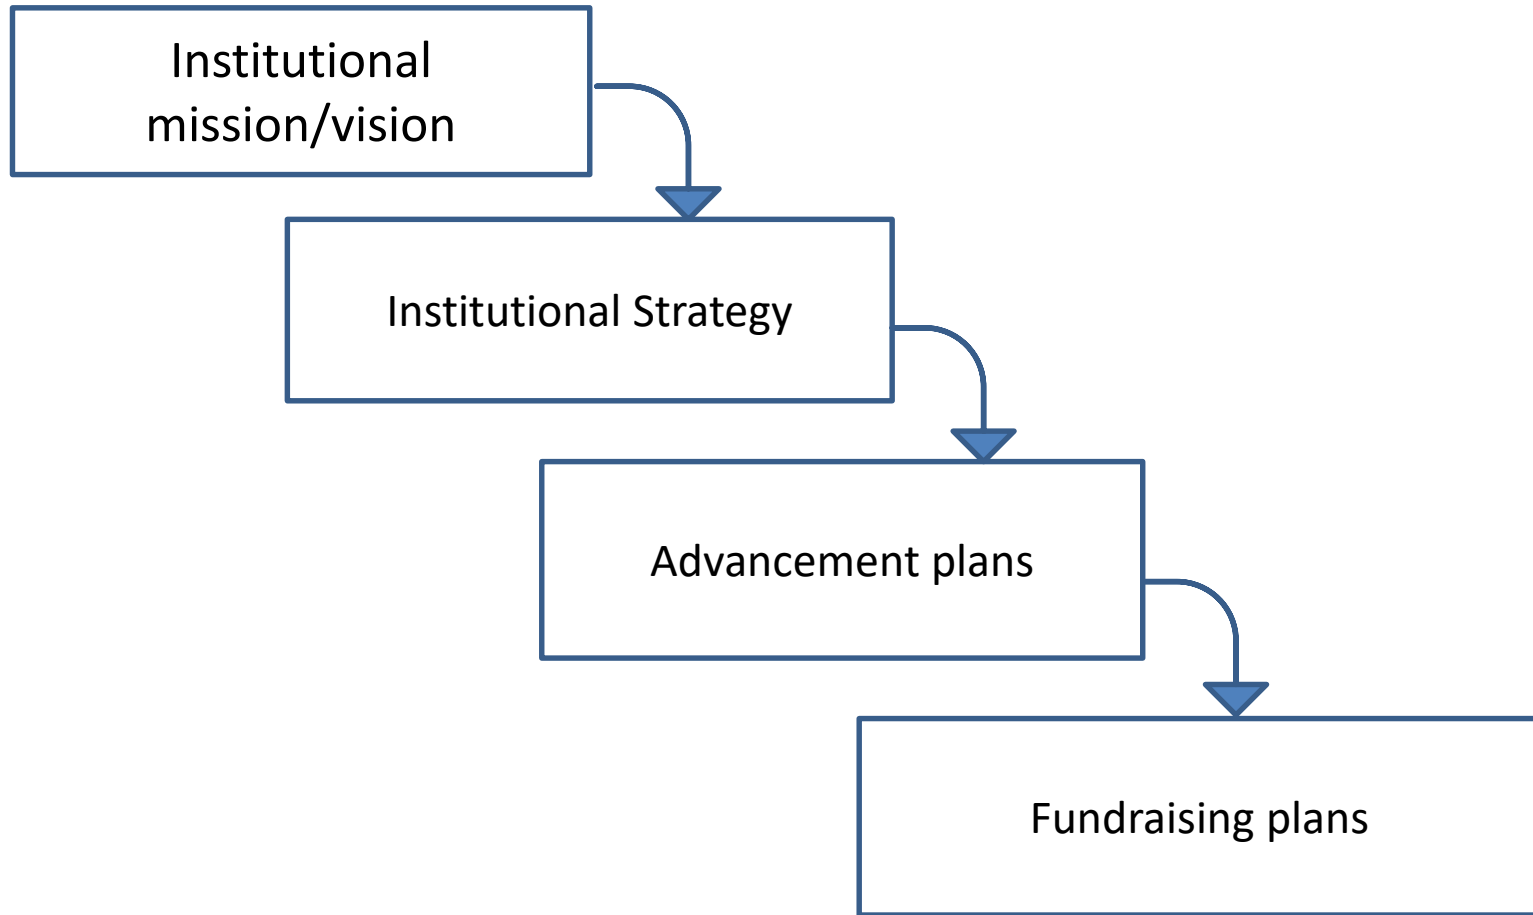 Institutional
mission/vision
Institutional Strategy
Advancement plans
Fundraising plans